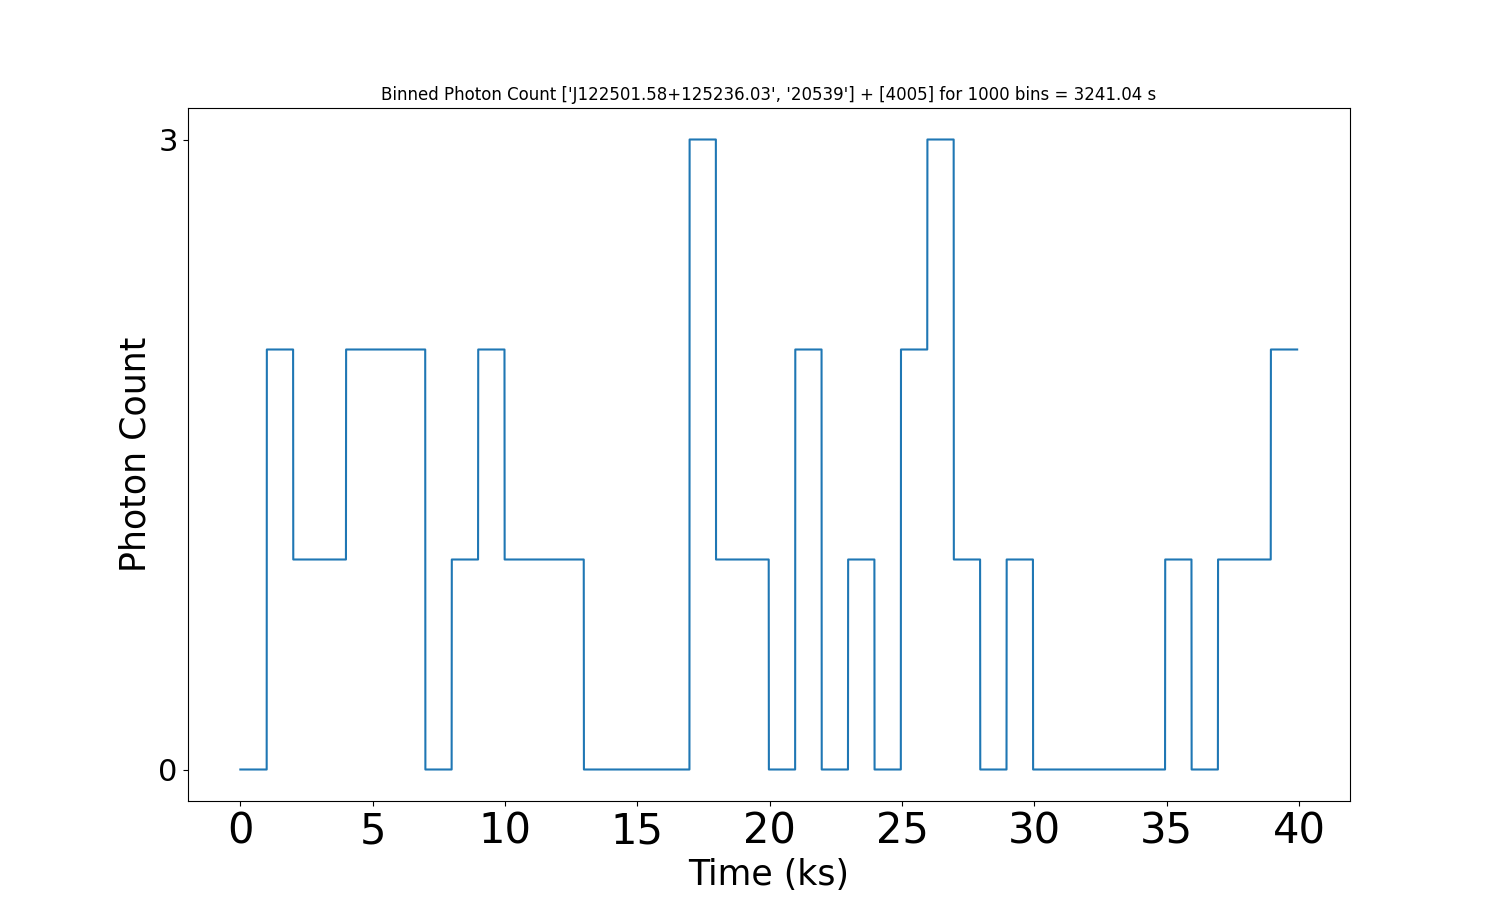 Binned Photon Count ['J122501.58+125236.03', '20539'] + [4005] for 1000 bins = 3241.04 s
3
0
Photon Count
0 5 10 15 20 25 30 35 40
Time (ks)